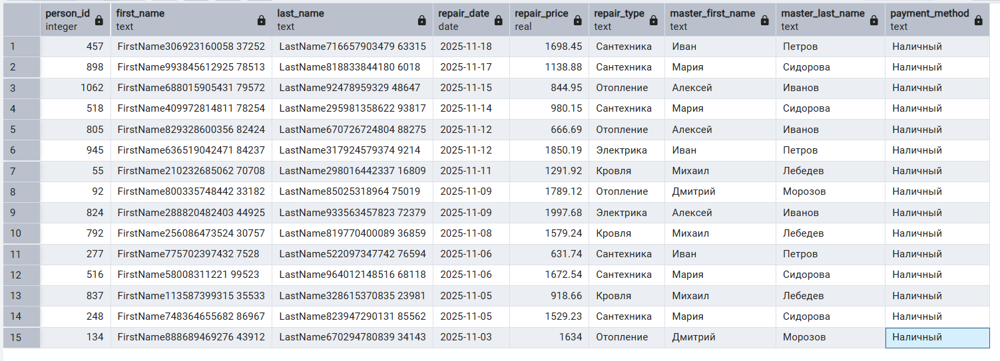 person_id first_name last_name repair_date repair_price repair_type master_first_name master_last_name payment_method
integer text text date real text text text text
1 457 FirstName306923160058 37252 LastName716657903479 63315 2025-11-18 1698.45 Сантехника Иван Петров Наличный
2 898 FirstName993845612925 78513 LastName818833844180 6018 2025-11-17 1138.88 Сантехника Мария Сидорова Наличный
3 1062 FirstName688015905431 79572 LastName92478959329 48647 2025-11-15 844.95 Отопление Алексей Иванов Наличный
4 518 FirstName409972814811 78254 LastName295981358622 93817 2025-11-14 980.15 Сантехника Мария Сидорова Наличный
5 805 FirstName829328600356 82424 LastName670726724804 88275 2025-11-12 666.69 Отопление Алексей Иванов Наличный
6 945 FirstName636519042471 84237 LastName317924579374 9214 2025-11-12 1850.19 Электрика Иван Петров Наличный
7 55 FirstName210232685062 70708 LastName298016442337 16809 2025-11-11 1291.92 Кровля Михаил Лебедев Наличный
8 92 FirstName800335748442 33182 LastName85025318964 75019 2025-11-09 1789.12 Отопление Дмитрий Морозов Наличный
9 824 FirstName288820482403 44925 LastName933563457823 72379 2025-11-09 1997.68 Электрика Алексей Иванов Наличный
10 792 FirstName256086473524 30757 LastName819770400089 36859 2025-11-08 1579.24 Кровля Михаил Лебедев Наличный
11 277 FirstName775702397432 7528 LastName522097347742 76594 2025-11-06 631.74 Сантехника Иван Петров Наличный
12 516 FirstName58008311221 99523 LastName964012148516 68118 2025-11-06 1672.54 Сантехника Мария Сидорова Наличный
13 837 FirstName113587399315 35533 LastName328615370835 23981 2025-11-05 918.66 Кровля Михаил Лебедев Наличный
14 248 FirstName748364655682 86967 LastName823947290131 85562 2025-11-05 1529.23 Сантехника Мария Сидорова Наличный
15 134 FirstName888689469276 43912 LastName670294780839 34143 2025-11-03 1634 Отопление Дмитрий Морозов Наличный